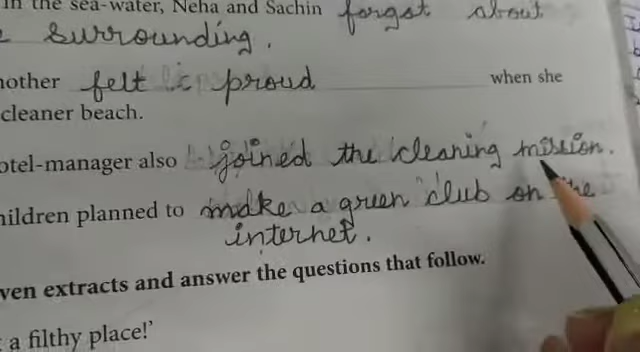 in the sea-water, Neha and Sachin forgot about
surrounding.
other felt proud when she
cleaner beach.
otel-manager also joined the cleaning mission.
hildren planned to make a green club on the
internet.
ven extracts and answer the questions that follow.
a filthy place!'